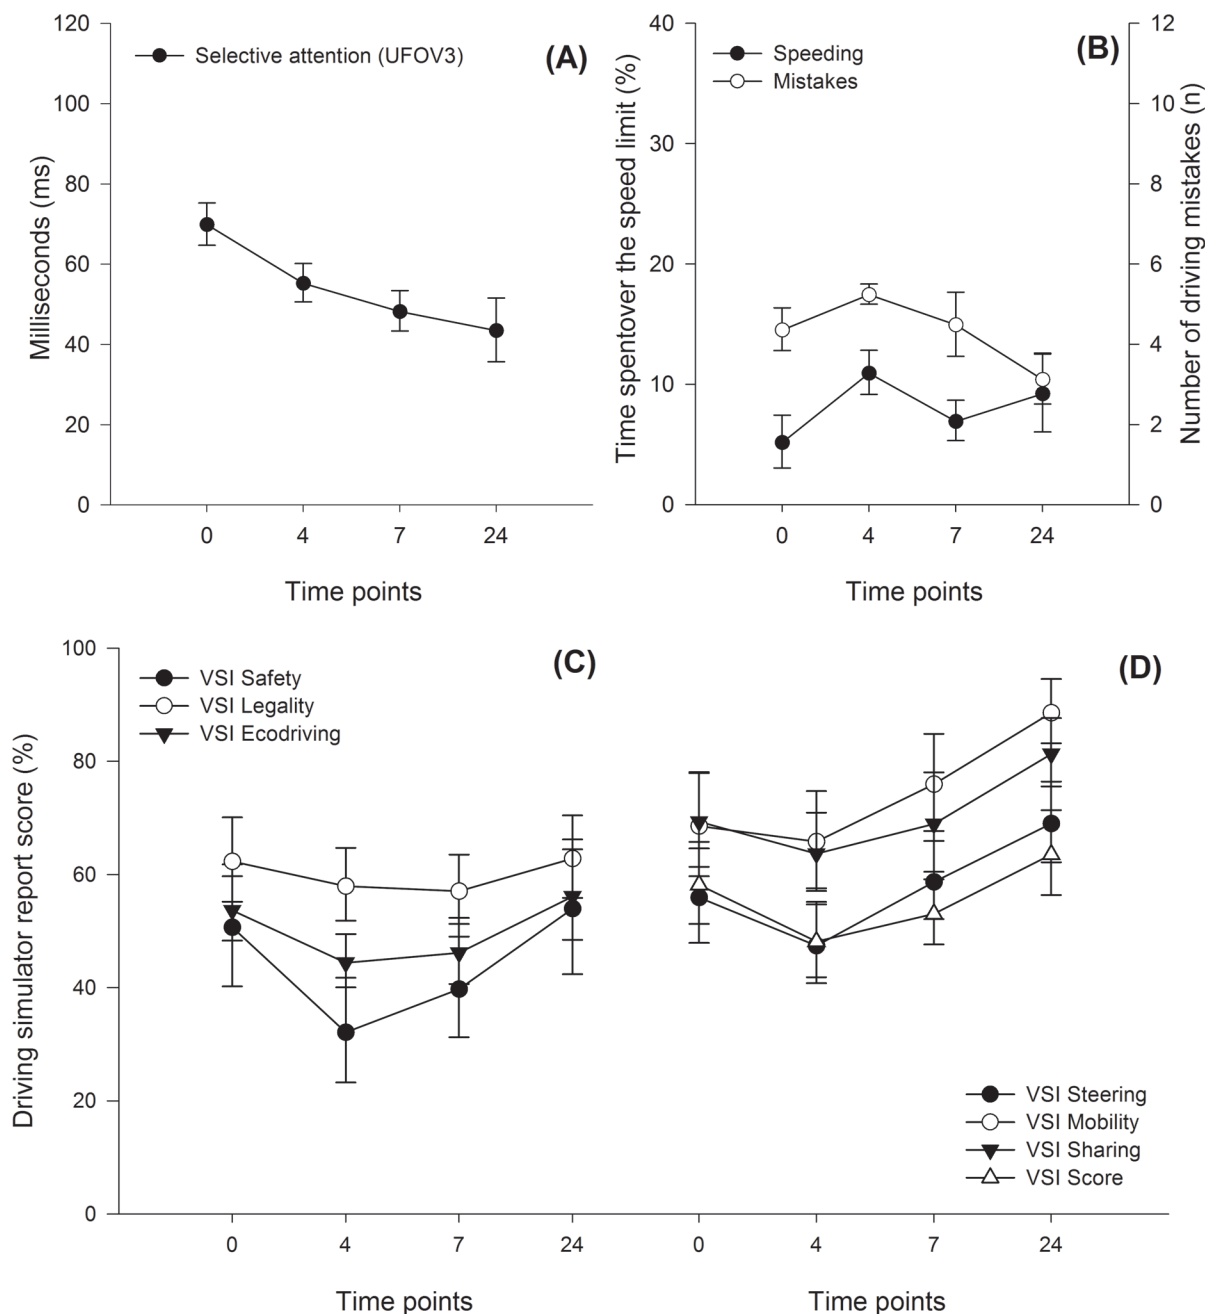 120
100
80
60
40
20
0
Milliseconds (ms)
Selective attention (UFOV3)
(A)
0 4 7 24
Time points
40
30
20
10
0
Time spentover the speed limit (%)
Speeding
Mistakes
(B)
12
10
8
6
4
2
0
Number of driving mistakes (n)
0 4 7 24
Time points
100
80
60
40
20
0
Driving simulator report score (%)
VSI Safety
VSI Legality
VSI Ecodriving
(C)
0 4 7 24
Time points
(D)
VSI Steering
VSI Mobility
VSI Sharing
VSI Score
0 4 7 24
Time points